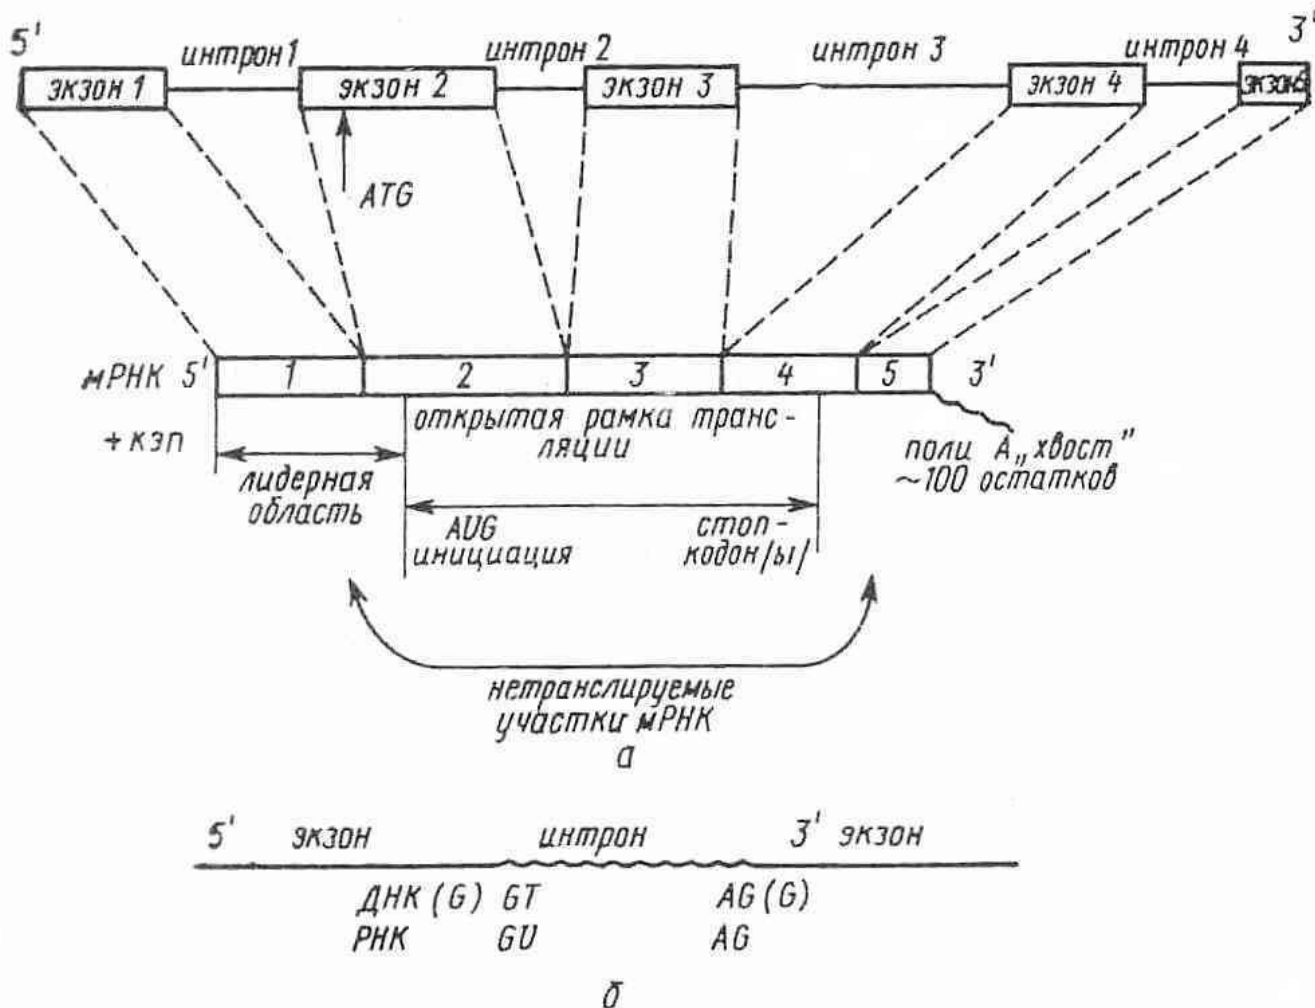 5' интрон 1 интрон 2 интрон 3 интрон 4 3'
экзон 1 экзон 2 экзон 3 экзон 4 экзон 5
ATG
мРНК 5' 1 2 3 4 5 3'
+ кэп
открытая рамка транс-
ляции
лидерная
область
поли А „хвост"
~100 остатков
AUG
инициация
стоп-
кодон/ы/
нетранслируемые
участки мРНК
а
5' экзон интрон 3' экзон
ДНК (G) GT AG (G)
РНК GU AG
б